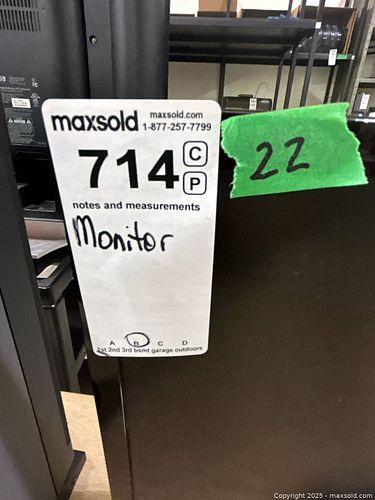 maxsold maxsold.com
1-877-257-7799
714 C
P
notes and measurements
Monitor
A B C D
1st 2nd 3rd bsmt garage outdoors
22
Copyright 2025 - maxsold.com